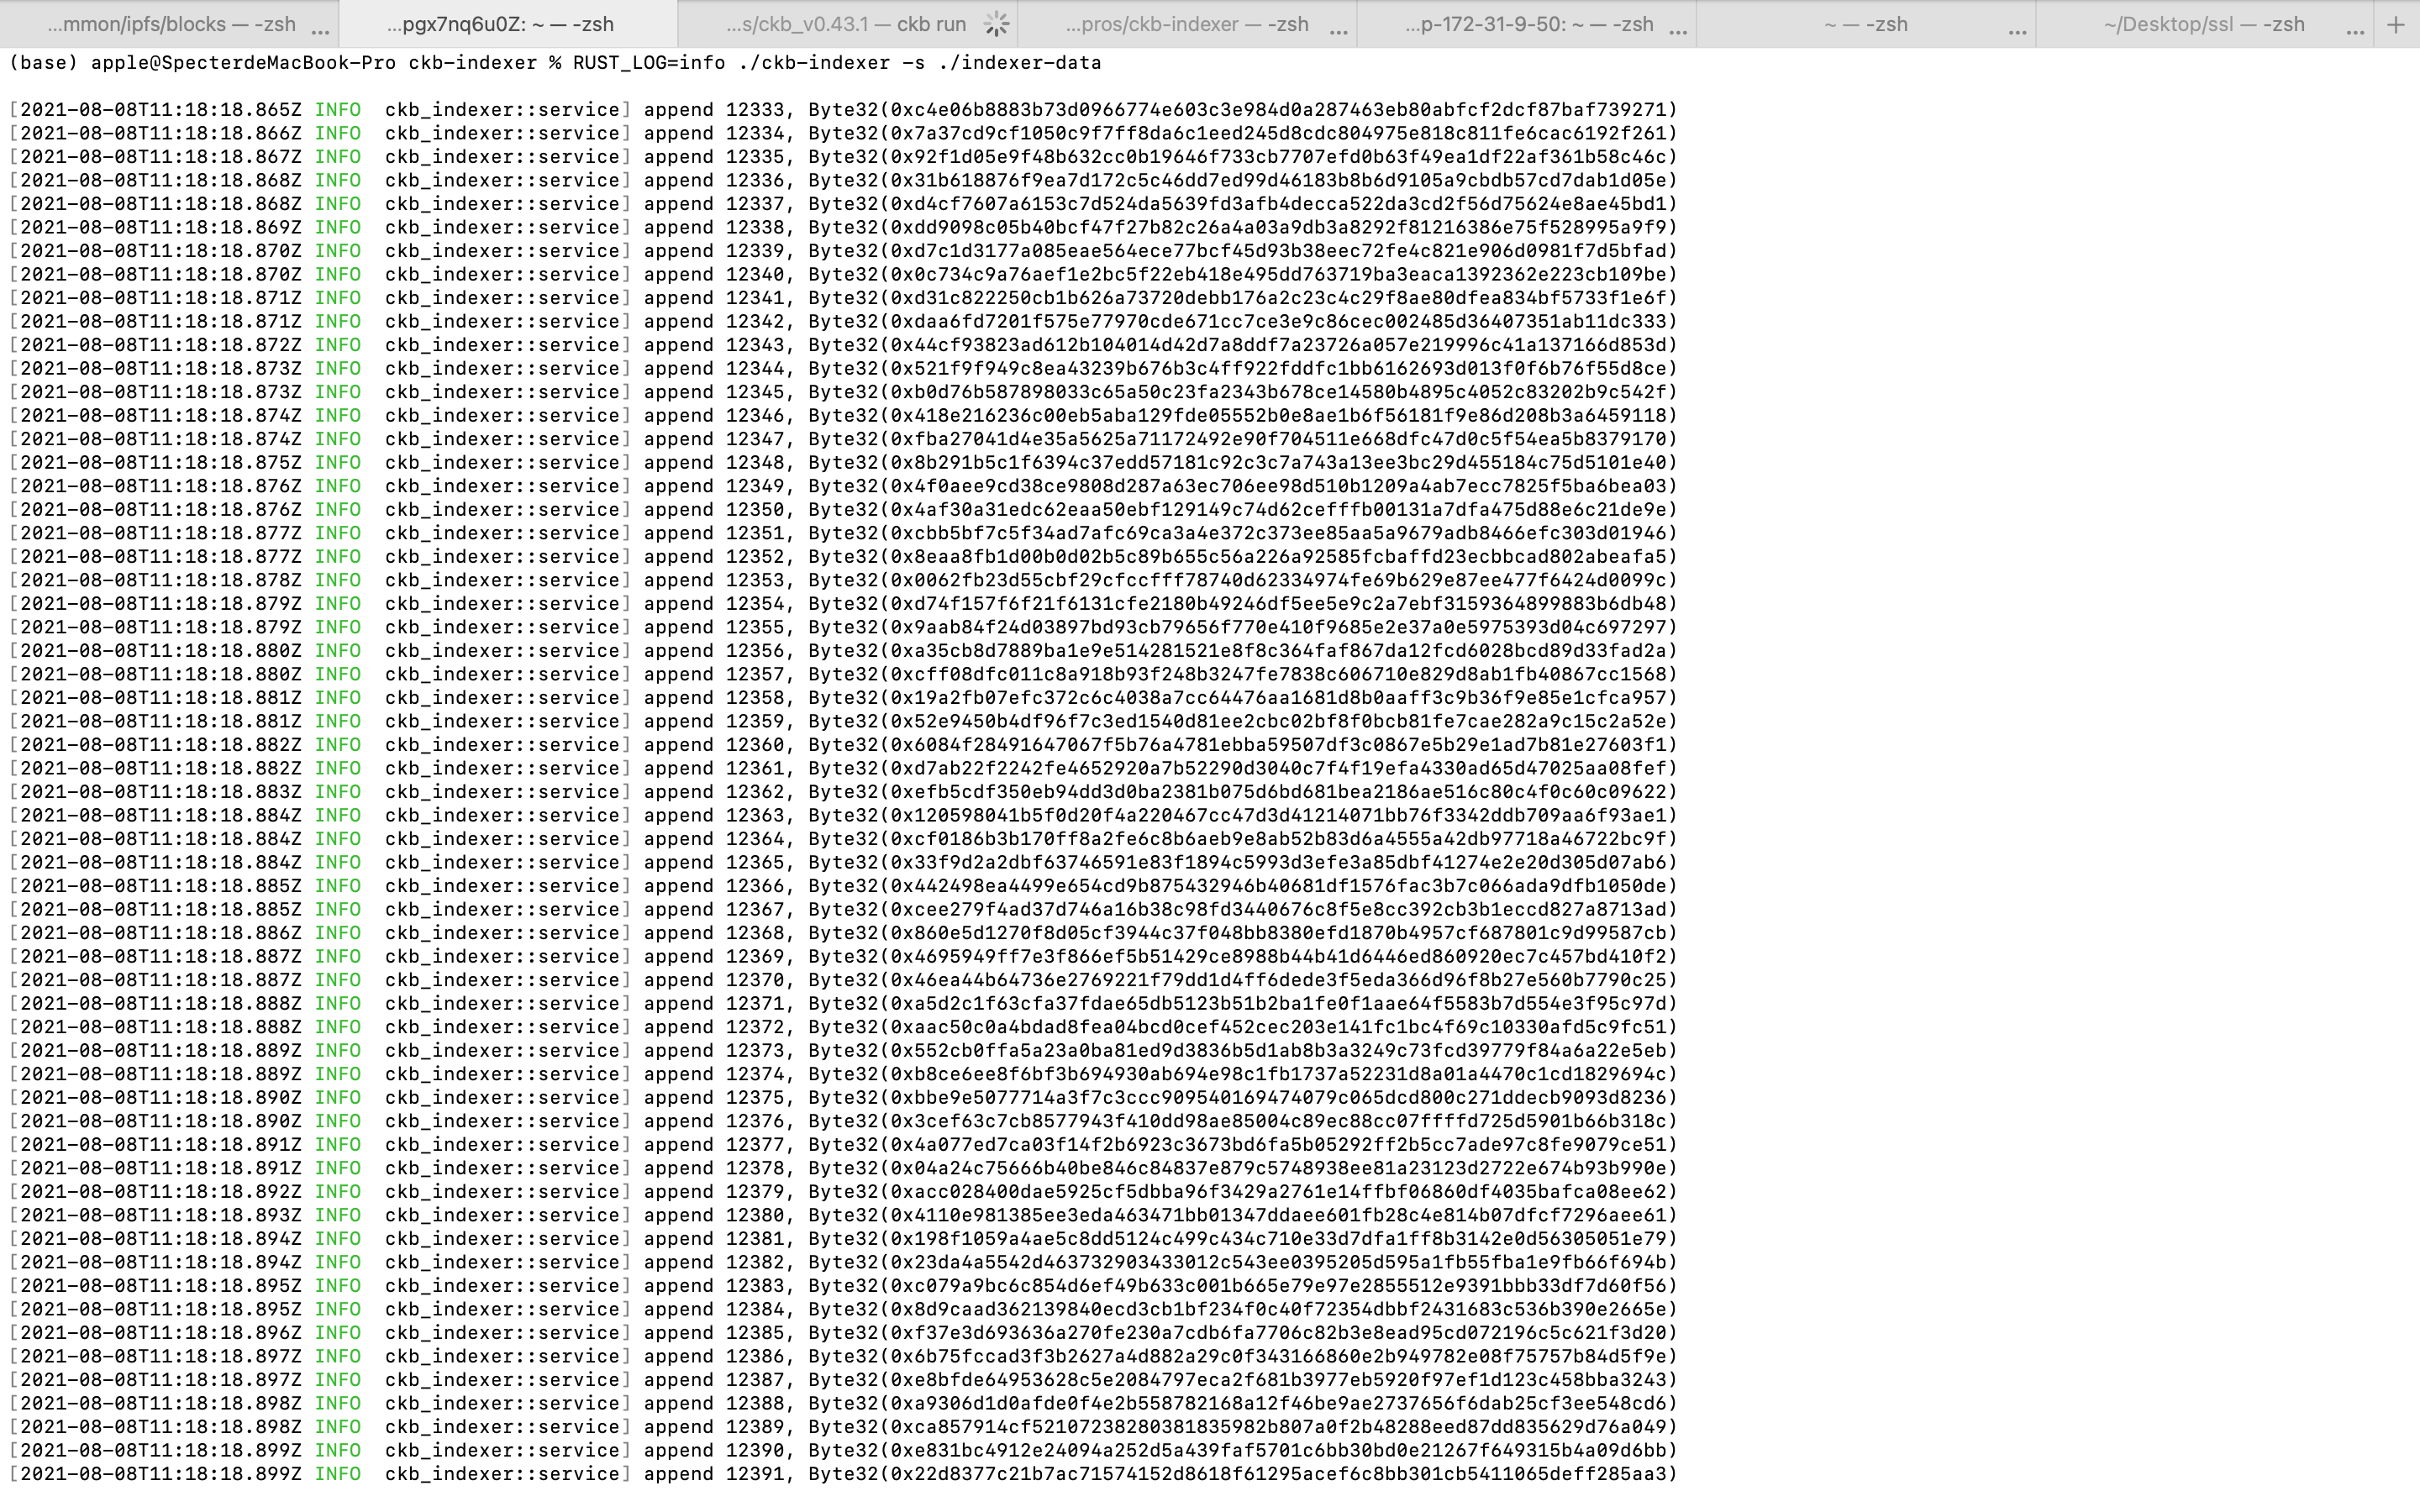 ...mmon/ipfs/blocks — -zsh ...
...pgx7nq6u0Z: ~ — -zsh
...s/ckb_v0.43.1 — ckb run
...pros/ckb-indexer — -zsh ...
...p-172-31-9-50: ~ — -zsh ...
~ — -zsh ...
~/Desktop/ssl — -zsh ...
+
(base) apple@SpecterdeMacBook-Pro ckb-indexer % RUST_LOG=info ./ckb-indexer -s ./indexer-data
[2021-08-08T11:18:18.865Z INFO  ckb_indexer::service] append 12333, Byte32(0xc4e06b8883b73d0966774e603c3e984d0a287463eb80abfcf2dcf87baf739271)
[2021-08-08T11:18:18.866Z INFO  ckb_indexer::service] append 12334, Byte32(0x7a37cd9cf1050c9f7ff8da6c1eed245d8cdc804975e818c811fe6cac6192f261)
[2021-08-08T11:18:18.867Z INFO  ckb_indexer::service] append 12335, Byte32(0x92f1d05e9f48b632cc0b19646f733cb7707efd0b63f49ea1df22af361b58c46c)
[2021-08-08T11:18:18.868Z INFO  ckb_indexer::service] append 12336, Byte32(0x31b618876f9ea7d172c5c46dd7ed99d46183b8b6d9105a9cbdb57cd7dab1d05e)
[2021-08-08T11:18:18.868Z INFO  ckb_indexer::service] append 12337, Byte32(0xd4cf7607a6153c7d524da5639fd3afb4decca522da3cd2f56d75624e8ae45bd1)
[2021-08-08T11:18:18.869Z INFO  ckb_indexer::service] append 12338, Byte32(0xdd9098c05b40bcf47f27b82c26a4a03a9db3a8292f81216386e75f528995a9f9)
[2021-08-08T11:18:18.870Z INFO  ckb_indexer::service] append 12339, Byte32(0xd7c1d3177a085eae564ece77bcf45d93b38eec72fe4c821e906d0981f7d5bfad)
[2021-08-08T11:18:18.870Z INFO  ckb_indexer::service] append 12340, Byte32(0x0c734c9a76aef1e2bc5f22eb418e495dd763719ba3eaca1392362e223cb109be)
[2021-08-08T11:18:18.871Z INFO  ckb_indexer::service] append 12341, Byte32(0xd31c822250cb1b626a73720debb176a2c23c4c29f8ae80dfea834bf5733f1e6f)
[2021-08-08T11:18:18.871Z INFO  ckb_indexer::service] append 12342, Byte32(0xdaa6fd7201f575e77970cde671cc7ce3e9c86cec002485d36407351ab11dc333)
[2021-08-08T11:18:18.872Z INFO  ckb_indexer::service] append 12343, Byte32(0x44cf93823ad612b104014d42d7a8ddf7a23726a057e219996c41a137166d853d)
[2021-08-08T11:18:18.873Z INFO  ckb_indexer::service] append 12344, Byte32(0x521f9f949c8ea43239b676b3c4ff922fddfc1bb6162693d013f0f6b76f55d8ce)
[2021-08-08T11:18:18.873Z INFO  ckb_indexer::service] append 12345, Byte32(0xb0d76b587898033c65a50c23fa2343b678ce14580b4895c4052c83202b9c542f)
[2021-08-08T11:18:18.874Z INFO  ckb_indexer::service] append 12346, Byte32(0x418e216236c00eb5aba129fde05552b0e8ae1b6f56181f9e86d208b3a6459118)
[2021-08-08T11:18:18.874Z INFO  ckb_indexer::service] append 12347, Byte32(0xfba27041d4e35a5625a71172492e90f704511e668dfc47d0c5f54ea5b8379170)
[2021-08-08T11:18:18.875Z INFO  ckb_indexer::service] append 12348, Byte32(0x8b291b5c1f6394c37edd57181c92c3c7a743a13ee3bc29d455184c75d5101e40)
[2021-08-08T11:18:18.876Z INFO  ckb_indexer::service] append 12349, Byte32(0x4f0aee9cd38ce9808d287a63ec706ee98d510b1209a4ab7ecc7825f5ba6bea03)
[2021-08-08T11:18:18.876Z INFO  ckb_indexer::service] append 12350, Byte32(0x4af30a31edc62eaa50ebf129149c74d62cefffb00131a7dfa475d88e6c21de9e)
[2021-08-08T11:18:18.877Z INFO  ckb_indexer::service] append 12351, Byte32(0xcbb5bf7c5f34ad7afc69ca3a4e372c373ee85aa5a9679adb8466efc303d01946)
[2021-08-08T11:18:18.877Z INFO  ckb_indexer::service] append 12352, Byte32(0x8eaa8fb1d00b0d02b5c89b655c56a226a92585fcbaffd23ecbbcad802abeafa5)
[2021-08-08T11:18:18.878Z INFO  ckb_indexer::service] append 12353, Byte32(0x0062fb23d55cbf29cfccfff78740d62334974fe69b629e87ee477f6424d0099c)
[2021-08-08T11:18:18.879Z INFO  ckb_indexer::service] append 12354, Byte32(0xd74f157f6f21f6131cfe2180b49246df5ee5e9c2a7ebf3159364899883b6db48)
[2021-08-08T11:18:18.879Z INFO  ckb_indexer::service] append 12355, Byte32(0x9aab84f24d03897bd93cb79656f770e410f9685e2e37a0e5975393d04c697297)
[2021-08-08T11:18:18.880Z INFO  ckb_indexer::service] append 12356, Byte32(0xa35cb8d7889ba1e9e514281521e8f8c364faf867da12fcd6028bcd89d33fad2a)
[2021-08-08T11:18:18.880Z INFO  ckb_indexer::service] append 12357, Byte32(0xcff08dfc011c8a918b93f248b3247fe7838c606710e829d8ab1fb40867cc1568)
[2021-08-08T11:18:18.881Z INFO  ckb_indexer::service] append 12358, Byte32(0x19a2fb07efc372c6c4038a7cc64476aa1681d8b0aaff3c9b36f9e85e1cfca957)
[2021-08-08T11:18:18.881Z INFO  ckb_indexer::service] append 12359, Byte32(0x52e9450b4df96f7c3ed1540d81ee2cbc02bf8f0bcb81fe7cae282a9c15c2a52e)
[2021-08-08T11:18:18.882Z INFO  ckb_indexer::service] append 12360, Byte32(0x6084f28491647067f5b76a4781ebba59507df3c0867e5b29e1ad7b81e27603f1)
[2021-08-08T11:18:18.882Z INFO  ckb_indexer::service] append 12361, Byte32(0xd7ab22f2242fe4652920a7b52290d3040c7f4f19efa4330ad65d47025aa08fef)
[2021-08-08T11:18:18.883Z INFO  ckb_indexer::service] append 12362, Byte32(0xefb5cdf350eb94dd3d0ba2381b075d6bd681bea2186ae516c80c4f0c60c09622)
[2021-08-08T11:18:18.884Z INFO  ckb_indexer::service] append 12363, Byte32(0x120598041b5f0d20f4a220467cc47d3d41214071bb76f3342ddb709aa6f93ae1)
[2021-08-08T11:18:18.884Z INFO  ckb_indexer::service] append 12364, Byte32(0xcf0186b3b170ff8a2fe6c8b6aeb9e8ab52b83d6a4555a42db97718a46722bc9f)
[2021-08-08T11:18:18.884Z INFO  ckb_indexer::service] append 12365, Byte32(0x33f9d2a2dbf63746591e83f1894c5993d3efe3a85dbf41274e2e20d305d07ab6)
[2021-08-08T11:18:18.885Z INFO  ckb_indexer::service] append 12366, Byte32(0x442498ea4499e654cd9b875432946b40681df1576fac3b7c066ada9dfb1050de)
[2021-08-08T11:18:18.885Z INFO  ckb_indexer::service] append 12367, Byte32(0xcee279f4ad37d746a16b38c98fd3440676c8f5e8cc392cb3b1eccd827a8713ad)
[2021-08-08T11:18:18.886Z INFO  ckb_indexer::service] append 12368, Byte32(0x860e5d1270f8d05cf3944c37f048bb8380efd1870b4957cf687801c9d99587cb)
[2021-08-08T11:18:18.887Z INFO  ckb_indexer::service] append 12369, Byte32(0x4695949ff7e3f866ef5b51429ce8988b44b41d6446ed860920ec7c457bd410f2)
[2021-08-08T11:18:18.887Z INFO  ckb_indexer::service] append 12370, Byte32(0x46ea44b64736e2769221f79dd1d4ff6dede3f5eda366d96f8b27e560b7790c25)
[2021-08-08T11:18:18.888Z INFO  ckb_indexer::service] append 12371, Byte32(0xa5d2c1f63cfa37fdae65db5123b51b2ba1fe0f1aae64f5583b7d554e3f95c97d)
[2021-08-08T11:18:18.888Z INFO  ckb_indexer::service] append 12372, Byte32(0xaac50c0a4bdad8fea04bcd0cef452cec203e141fc1bc4f69c10330afd5c9fc51)
[2021-08-08T11:18:18.889Z INFO  ckb_indexer::service] append 12373, Byte32(0x552cb0ffa5a23a0ba81ed9d3836b5d1ab8b3a3249c73fcd39779f84a6a22e5eb)
[2021-08-08T11:18:18.889Z INFO  ckb_indexer::service] append 12374, Byte32(0xb8ce6ee8f6bf3b694930ab694e98c1fb1737a52231d8a01a4470c1cd1829694c)
[2021-08-08T11:18:18.890Z INFO  ckb_indexer::service] append 12375, Byte32(0xbbe9e5077714a3f7c3ccc909540169474079c065dcd800c271ddecb9093d8236)
[2021-08-08T11:18:18.890Z INFO  ckb_indexer::service] append 12376, Byte32(0x3cef63c7cb8577943f410dd98ae85004c89ec88cc07ffffd725d5901b66b318c)
[2021-08-08T11:18:18.891Z INFO  ckb_indexer::service] append 12377, Byte32(0x4a077ed7ca03f14f2b6923c3673bd6fa5b05292ff2b5cc7ade97c8fe9079ce51)
[2021-08-08T11:18:18.891Z INFO  ckb_indexer::service] append 12378, Byte32(0x04a24c75666b40be846c84837e879c5748938ee81a23123d2722e674b93b990e)
[2021-08-08T11:18:18.892Z INFO  ckb_indexer::service] append 12379, Byte32(0xacc028400dae5925cf5dbba96f3429a2761e14ffbf06860df4035bafca08ee62)
[2021-08-08T11:18:18.893Z INFO  ckb_indexer::service] append 12380, Byte32(0x4110e981385ee3eda463471bb01347ddaee601fb28c4e814b07dfcf7296aee61)
[2021-08-08T11:18:18.894Z INFO  ckb_indexer::service] append 12381, Byte32(0x198f1059a4ae5c8dd5124c499c434c710e33d7dfa1ff8b3142e0d56305051e79)
[2021-08-08T11:18:18.894Z INFO  ckb_indexer::service] append 12382, Byte32(0x23da4a5542d463732903433012c543ee0395205d595a1fb55fba1e9fb66f694b)
[2021-08-08T11:18:18.895Z INFO  ckb_indexer::service] append 12383, Byte32(0xc079a9bc6c854d6ef49b633c001b665e79e97e2855512e9391bbb33df7d60f56)
[2021-08-08T11:18:18.895Z INFO  ckb_indexer::service] append 12384, Byte32(0x8d9caad362139840ecd3cb1bf234f0c40f72354dbbf2431683c536b390e2665e)
[2021-08-08T11:18:18.896Z INFO  ckb_indexer::service] append 12385, Byte32(0xf37e3d693636a270fe230a7cdb6fa7706c82b3e8ead95cd072196c5c621f3d20)
[2021-08-08T11:18:18.897Z INFO  ckb_indexer::service] append 12386, Byte32(0x6b75fccad3f3b2627a4d882a29c0f343166860e2b949782e08f75757b84d5f9e)
[2021-08-08T11:18:18.897Z INFO  ckb_indexer::service] append 12387, Byte32(0xe8bfde64953628c5e2084797eca2f681b3977eb5920f97ef1d123c458bba3243)
[2021-08-08T11:18:18.898Z INFO  ckb_indexer::service] append 12388, Byte32(0xa9306d1d0afde0f4e2b558782168a12f46be9ae2737656f6dab25cf3ee548cd6)
[2021-08-08T11:18:18.898Z INFO  ckb_indexer::service] append 12389, Byte32(0xca857914cf52107238280381835982b807a0f2b48288eed87dd835629d76a049)
[2021-08-08T11:18:18.899Z INFO  ckb_indexer::service] append 12390, Byte32(0xe831bc4912e24094a252d5a439faf5701c6bb30bd0e21267f649315b4a09d6bb)
[2021-08-08T11:18:18.899Z INFO  ckb_indexer::service] append 12391, Byte32(0x22d8377c21b7ac71574152d8618f61295acef6c8bb301cb5411065deff285aa3)